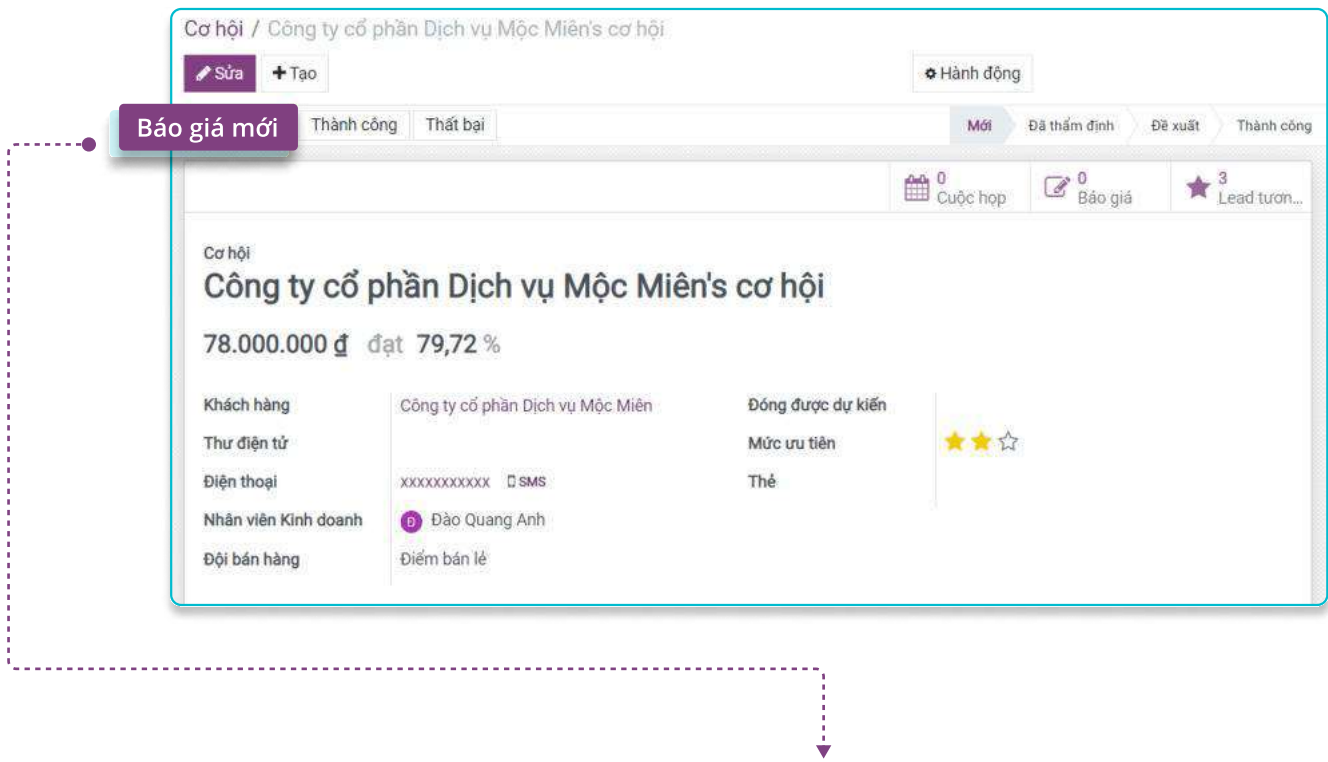 Cơ hội / Công ty cổ phần Dịch vụ Mộc Miên's cơ hội
Sửa + Tạo Hành động
Báo giá mới Thành công Thất bại Mới Đã thẩm định Đề xuất Thành công
0 Cuộc họp 0 Báo giá 3 Lead tươn...
Cơ hội
Công ty cổ phần Dịch vụ Mộc Miên's cơ hội
78.000.000 ₫ đạt 79,72 %
Khách hàng Công ty cổ phần Dịch vụ Mộc Miên Đóng được dự kiến
Thư điện tử Mức ưu tiên
Điện thoại xxxxxxxxxxx SMS Thẻ
Nhân viên Kinh doanh Đ Đào Quang Anh
Đội bán hàng Điểm bán lẻ